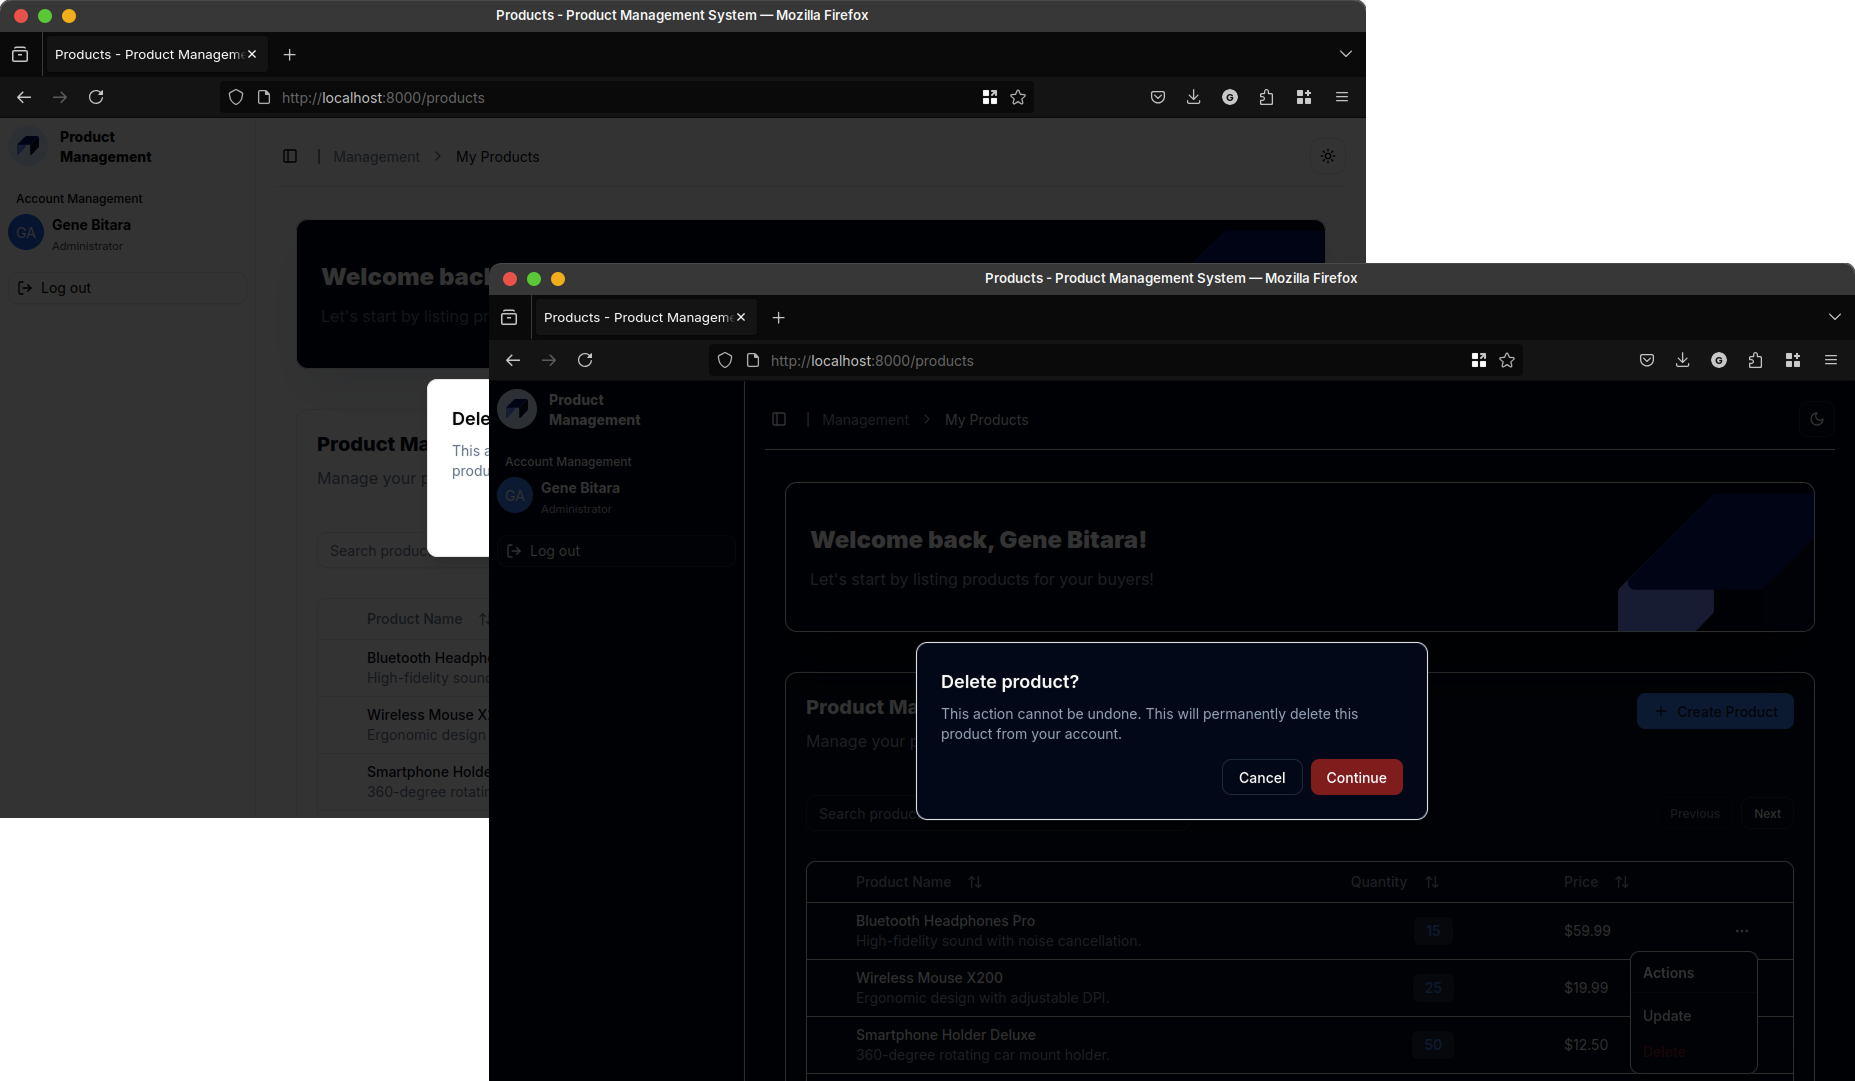 Products - Product Management System — Mozilla Firefox
Products - Product Managem
http://localhost:8000/products
Product
Management
Management
My Products
Account Management
GA
Gene Bitara
Administrator
Log out
Welcome back
Let's start by listing pr
Dele
This a
produ
Product Ma
Manage your p
Search produc
Product Name
Bluetooth Headph
High-fidelity soun
Wireless Mouse X
Ergonomic design
Smartphone Holde
360-degree rotatin
Products - Product Management System — Mozilla Firefox
Products - Product Managem
http://localhost:8000/products
G
Product
Management
Management
My Products
Account Management
GA
Gene Bitara
Administrator
Log out
Welcome back, Gene Bitara!
Let's start by listing products for your buyers!
Delete product?
This action cannot be undone. This will permanently delete this
product from your account.
Cancel
Continue
Product Ma
Manage your p
Create Product
Search produc
Previous
Next
Product Name
Quantity
Price
Bluetooth Headphones Pro
High-fidelity sound with noise cancellation.
15
$59.99
Wireless Mouse X200
Ergonomic design with adjustable DPI.
25
$19.99
Smartphone Holder Deluxe
360-degree rotating car mount holder.
50
$12.50
Actions
Update
Delete